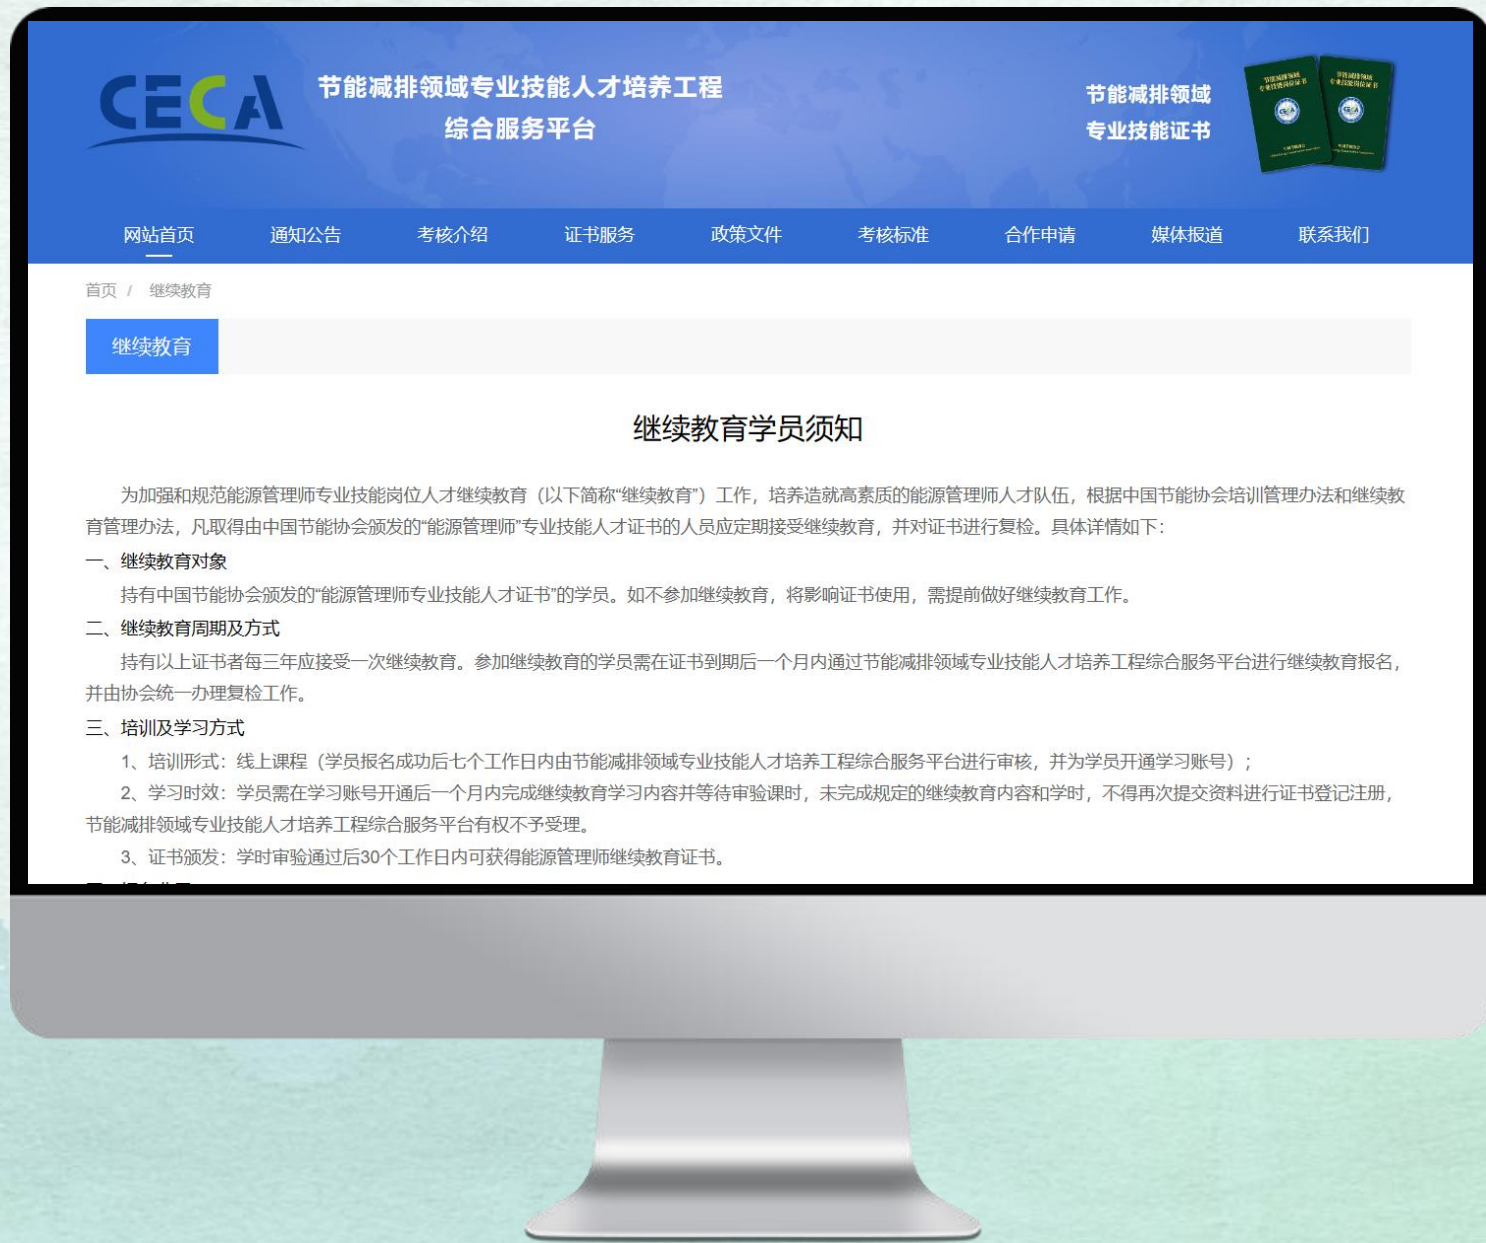 CECA
节能减排领域专业技能人才培养工程
综合服务平台
节能减排领域
专业技能证书
节能减排领域
专业技能岗位证书
节能减排领域
专业技能岗位证书
网站首页 通知公告 考核介绍 证书服务 政策文件 考核标准 合作申请 媒体报道 联系我们
首页 / 继续教育
继续教育
继续教育学员须知
为加强和规范能源管理师专业技能岗位人才继续教育（以下简称“继续教育”）工作，培养造就高素质的能源管理师人才队伍，根据中国节能协会培训管理办法和继续教
育管理办法，凡取得由中国节能协会颁发的“能源管理师”专业技能人才证书的人员应定期接受继续教育，并对证书进行复检。具体详情如下：
一、继续教育对象
持有中国节能协会颁发的“能源管理师专业技能人才证书”的学员。如不参加继续教育，将影响证书使用，需提前做好继续教育工作。
二、继续教育周期及方式
持有以上证书者每三年应接受一次继续教育。参加继续教育的学员需在证书到期后一个月内通过节能减排领域专业技能人才培养工程综合服务平台进行继续教育报名，
并由协会统一办理复检工作。
三、培训及学习方式
1、培训形式：线上课程（学员报名成功后七个工作日内由节能减排领域专业技能人才培养工程综合服务平台进行审核，并为学员开通学习账号）；
2、学习时效：学员需在学习账号开通后一个月内完成继续教育学习内容并等待审验课时，未完成规定的继续教育内容和学时，不得再次提交资料进行证书登记注册，
节能减排领域专业技能人才培养工程综合服务平台有权不予受理。
3、证书颁发：学时审验通过后30个工作日内可获得能源管理师继续教育证书。